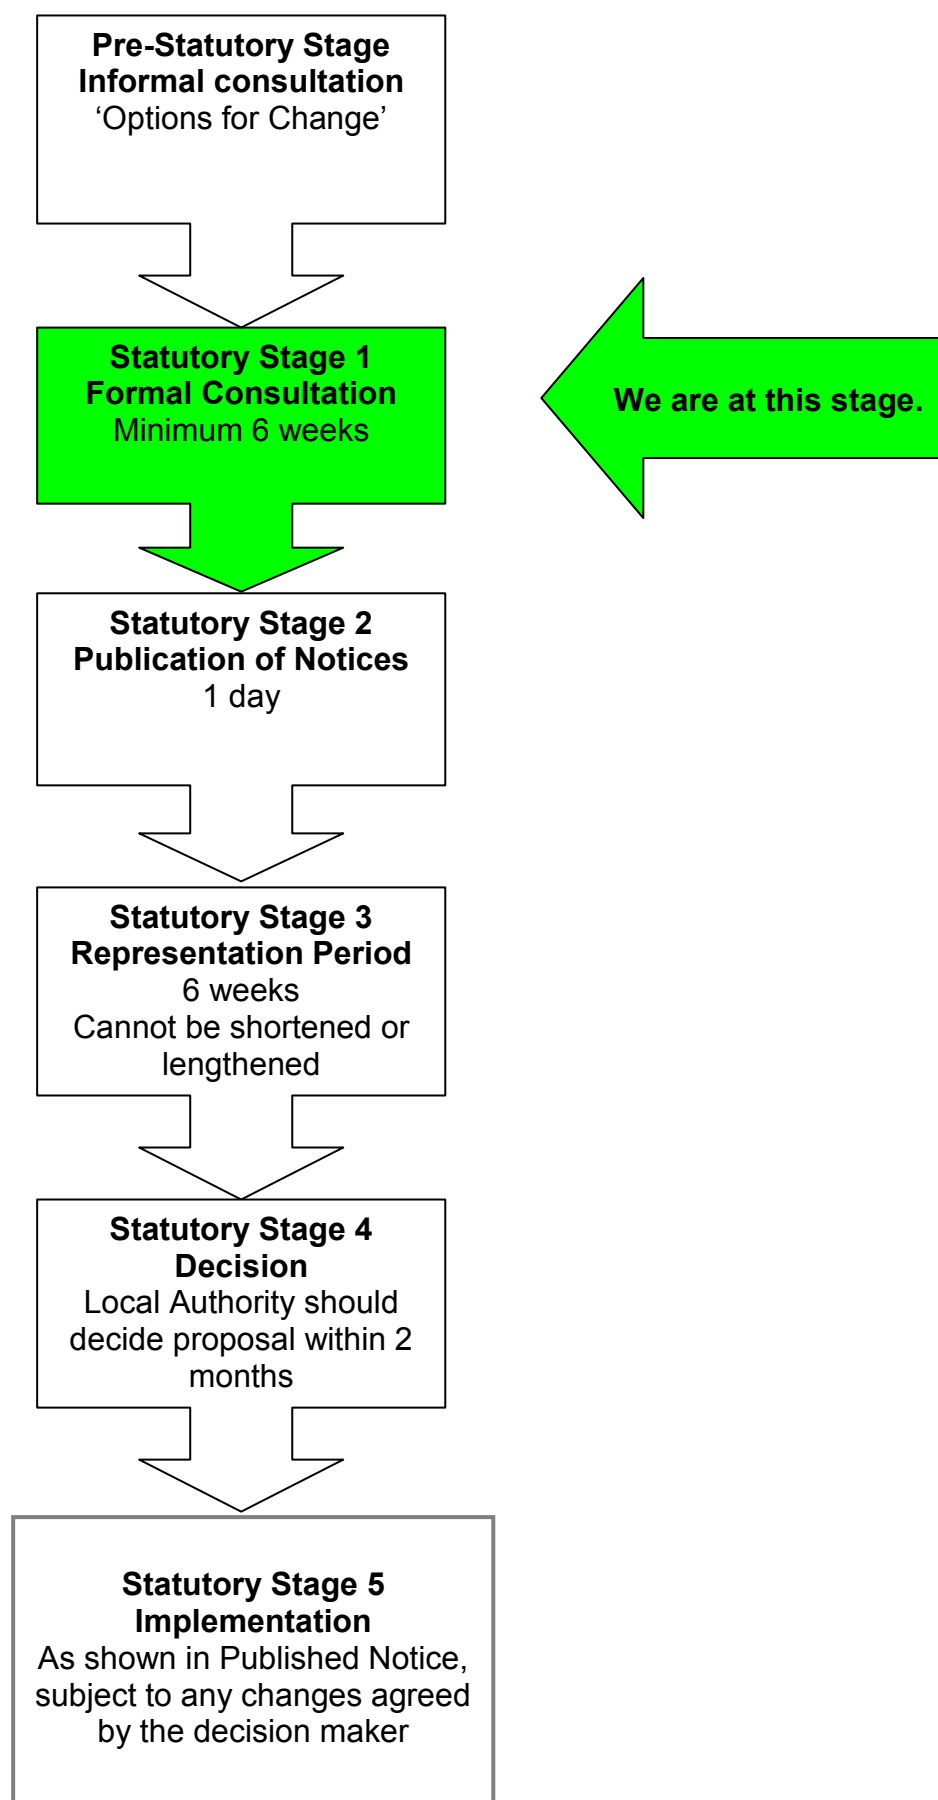 Pre-Statutory Stage
Informal consultation
‘Options for Change’
Statutory Stage 1
Formal Consultation
Minimum 6 weeks
We are at this stage.
Statutory Stage 2
Publication of Notices
1 day
Statutory Stage 3
Representation Period
6 weeks
Cannot be shortened or
lengthened
Statutory Stage 4
Decision
Local Authority should
decide proposal within 2
months
Statutory Stage 5
Implementation
As shown in Published Notice,
subject to any changes agreed
by the decision maker